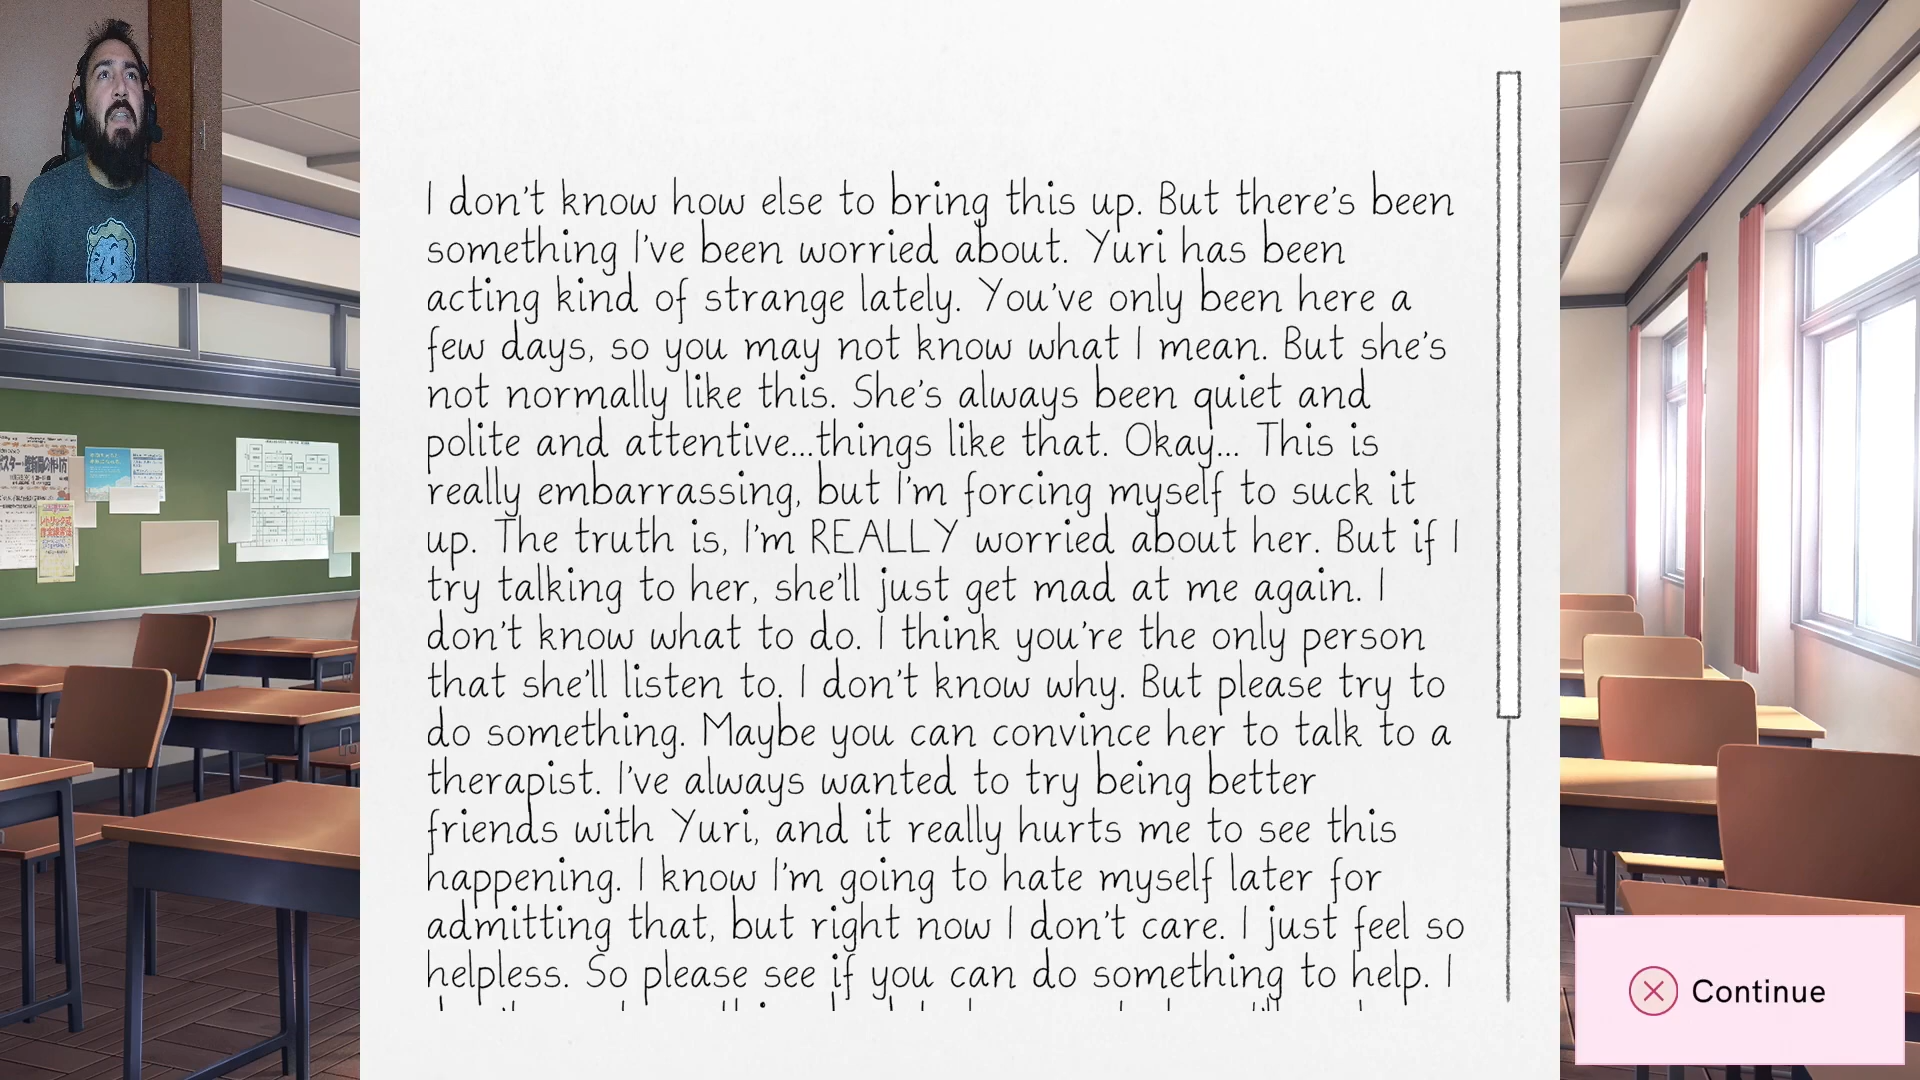 I don't know how else to bring this up. But there's been
something I've been worried about. Yuri has been
acting kind of strange lately. You've only been here a
few days, so you may not know what I mean. But she's
not normally like this. She's always been quiet and
polite and attentive...things like that. Okay... This is
really embarrassing, but I'm forcing myself to suck it
up. The truth is, I'm REALLY worried about her. But if I
try talking to her, she'll just get mad at me again. I
don't know what to do. I think you're the only person
that she'll listen to. I don't know why. But please try to
do something. Maybe you can convince her to talk to a
therapist. I've always wanted to try being better
friends with Yuri, and it really hurts me to see this
happening. I know I'm going to hate myself later for
admitting that, but right now I don't care. I just feel so
helpless. So please see if you can do something to help. I
Continue